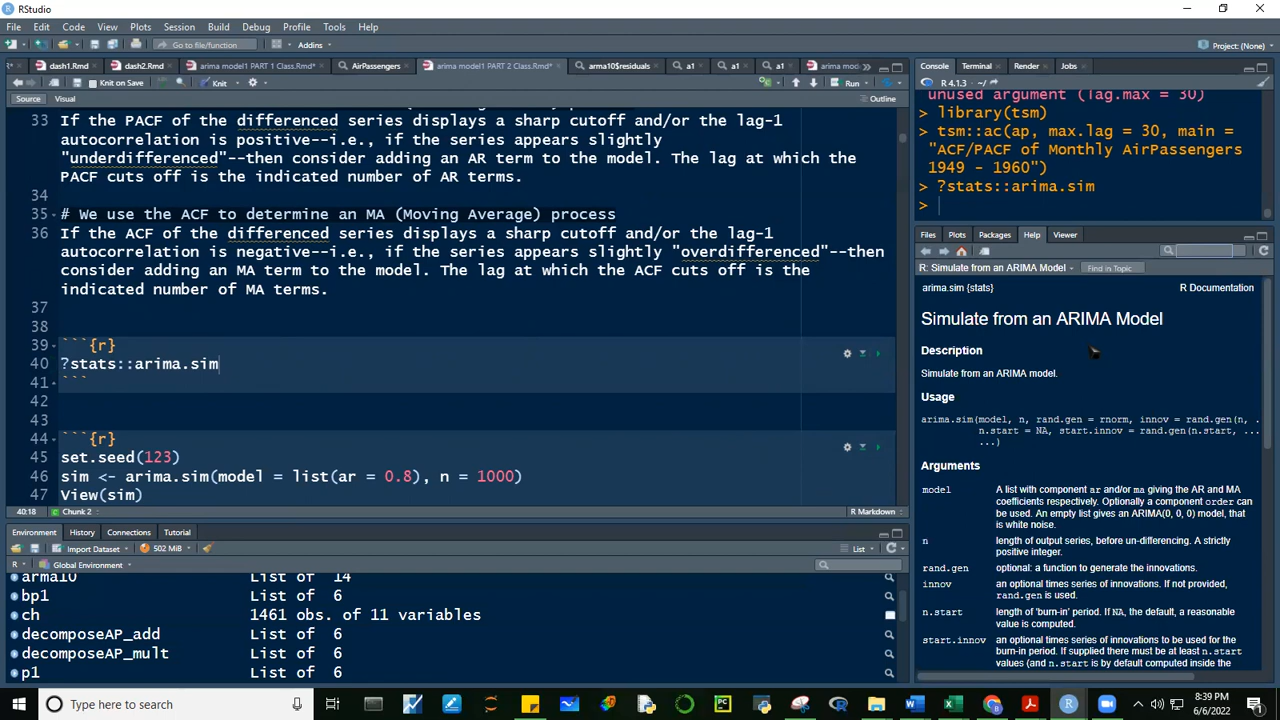 RStudio
File Edit Code View Plots Session Build Debug Profile Tools Help
Go to file/function Addins Project: (None)
dash1.Rmd dash2.Rmd arima model1 PART 1 Class.Rmd* AirPassengers arima model1 PART 2 Class.Rmd* arma10$residuals a1 a1 a1 arima mod
Knit on Save Knit Run
Source Visual Outline
33 If the PACF of the differenced series displays a sharp cutoff and/or the lag-1
autocorrelation is positive--i.e., if the series appears slightly
"underdifferenced"--then consider adding an AR term to the model. The lag at which the
PACF cuts off is the indicated number of AR terms.
34
35 # We use the ACF to determine an MA (Moving Average) process
36 If the ACF of the differenced series displays a sharp cutoff and/or the lag-1
autocorrelation is negative--i.e., if the series appears slightly "overdifferenced"--then
consider adding an MA term to the model. The lag at which the ACF cuts off is the
indicated number of MA terms.
37
38
39 ```{r}
40 ?stats::arima.sim
41 ```
42
43
44 ```{r}
45 set.seed(123)
46 sim <- arima.sim(model = list(ar = 0.8), n = 1000)
47 View(sim)
40:18 Chunk 2 R Markdown
Environment History Connections Tutorial
Import Dataset 502 MiB List
R Global Environment
arma10 List of 14
bp1 List of 6
ch 1461 obs. of 11 variables
decomposeAP_add List of 6
decomposeAP_mult List of 6
p1 List of 6
Console Terminal Render Jobs
R 4.1.3 · ~/
unused argument (lag.max = 30)
> library(tsm)
> tsm::ac(ap, max.lag = 30, main =
"ACF/PACF of Monthly AirPassengers
1949 - 1960")
> ?stats::arima.sim
>
Files Plots Packages Help Viewer
R: Simulate from an ARIMA Model Find in Topic
arima.sim {stats} R Documentation
Simulate from an ARIMA Model
Description
Simulate from an ARIMA model.
Usage
arima.sim(model, n, rand.gen = rnorm, innov = rand.gen(n, .
n.start = NA, start.innov = rand.gen(n.start, ...
...)
Arguments
model A list with component ar and/or ma giving the AR and MA
coefficients respectively. Optionally a component order can
be used. An empty list gives an ARIMA(0, 0, 0) model, that
is white noise.
n length of output series, before un-differencing. A strictly
positive integer.
rand.gen optional: a function to generate the innovations.
innov an optional times series of innovations. If not provided,
rand.gen is used.
n.start length of 'burn-in' period. If NA, the default, a reasonable
value is computed.
start.innov an optional times series of innovations to be used for the
burn-in period. If supplied there must be at least n.start
values (and n.start is by default computed inside the
Type here to search
8:39 PM
6/6/2022